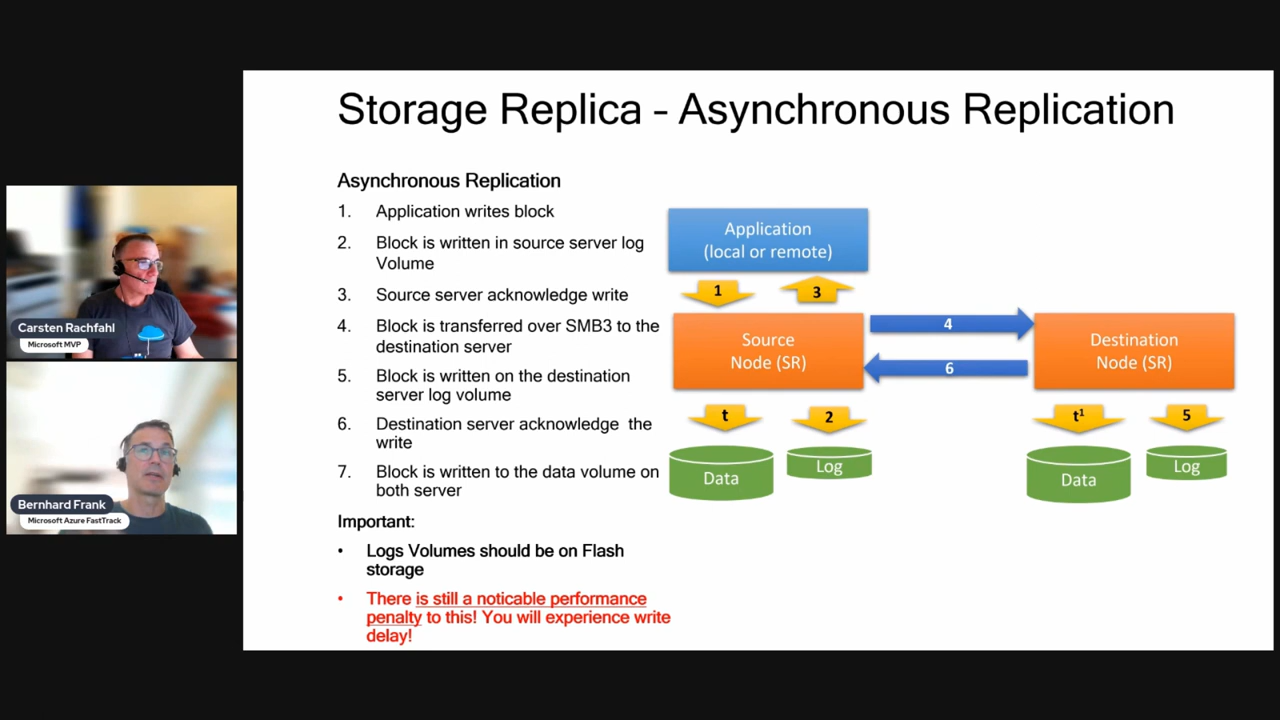 Storage Replica - Asynchronous Replication
Asynchronous Replication
1. Application writes block
2. Block is written in source server log
Volume
3. Source server acknowledge write
4. Block is transferred over SMB3 to the
destination server
5. Block is written on the destination
server log volume
6. Destination server acknowledge the
write
7. Block is written to the data volume on
both server
Important:
• Logs Volumes should be on Flash
storage
• There is still a noticable performance
penalty to this! You will experience write
delay!
Application
(local or remote)
1
3
Source
Node (SR)
4
6
Destination
Node (SR)
t
2
t¹
5
Data
Log
Data
Log
Carsten Rachfahl
Microsoft MVP
Bernhard Frank
Microsoft Azure FastTrack